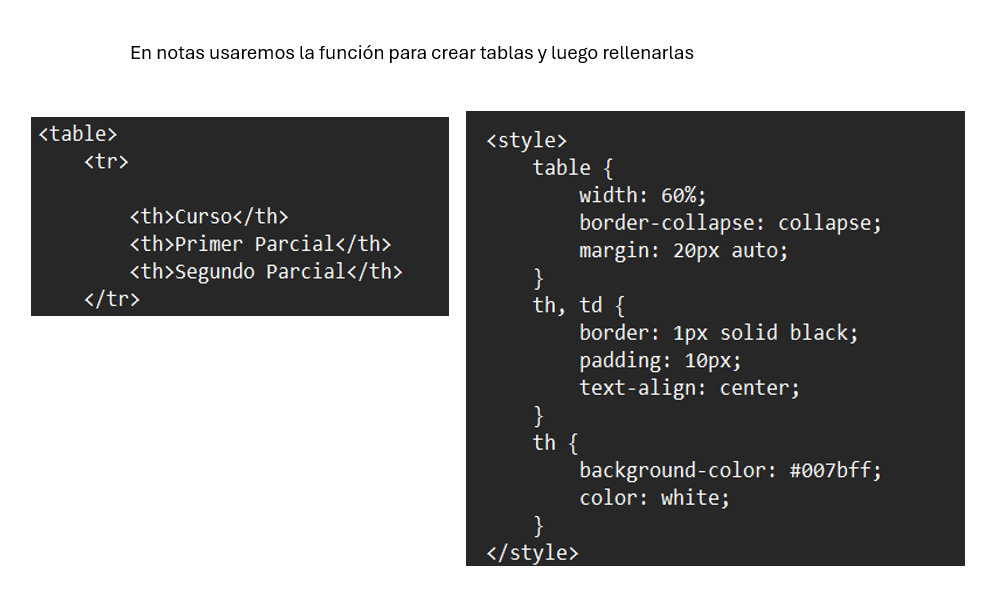 En notas usaremos la función para crear tablas y luego rellenarlas
<table>
<tr>
<th>Curso</th>
<th>Primer Parcial</th>
<th>Segundo Parcial</th>
</tr>
<style>
table {
width: 60%;
border-collapse: collapse;
margin: 20px auto;
}
th, td {
border: 1px solid black;
padding: 10px;
text-align: center;
}
th {
background-color: #007bff;
color: white;
}
</style>